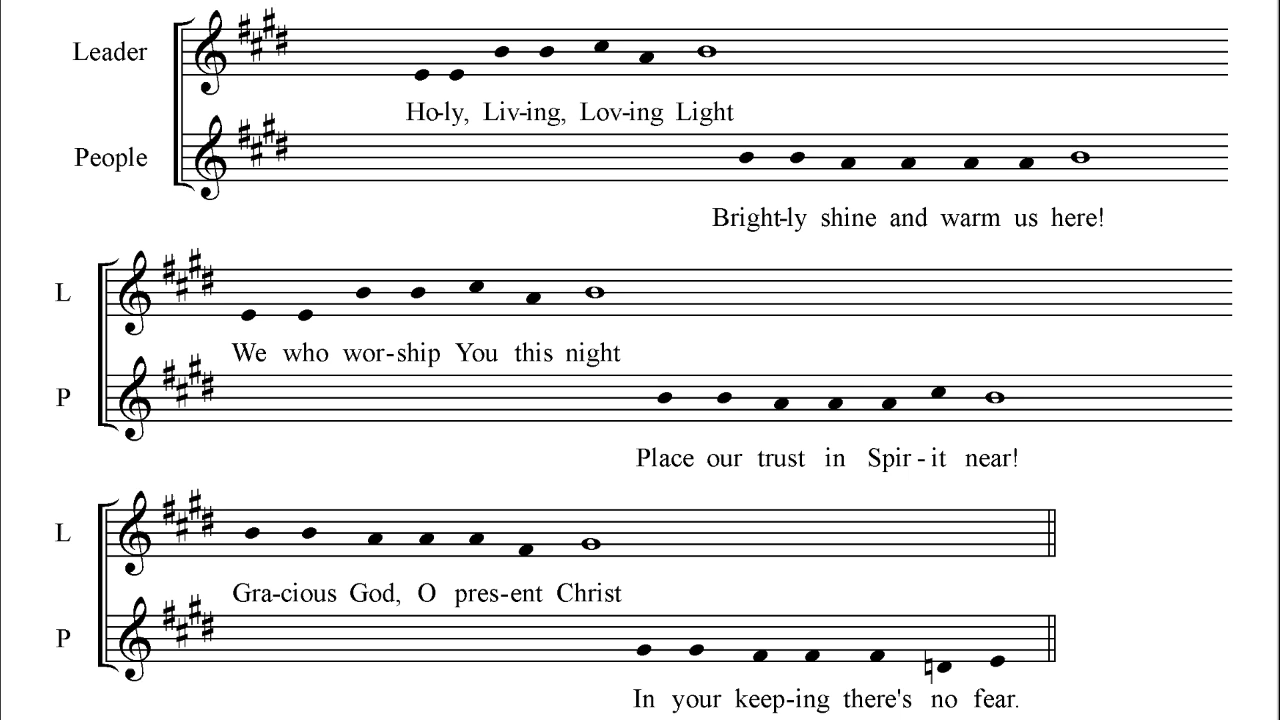 Leader
Ho-ly, Liv-ing, Lov-ing Light
People
Bright-ly shine and warm us here!
L
We who wor-ship You this night
P
Place our trust in Spir-it near!
L
Gra-cious God, O pres-ent Christ
P
In your keep-ing there's no fear.